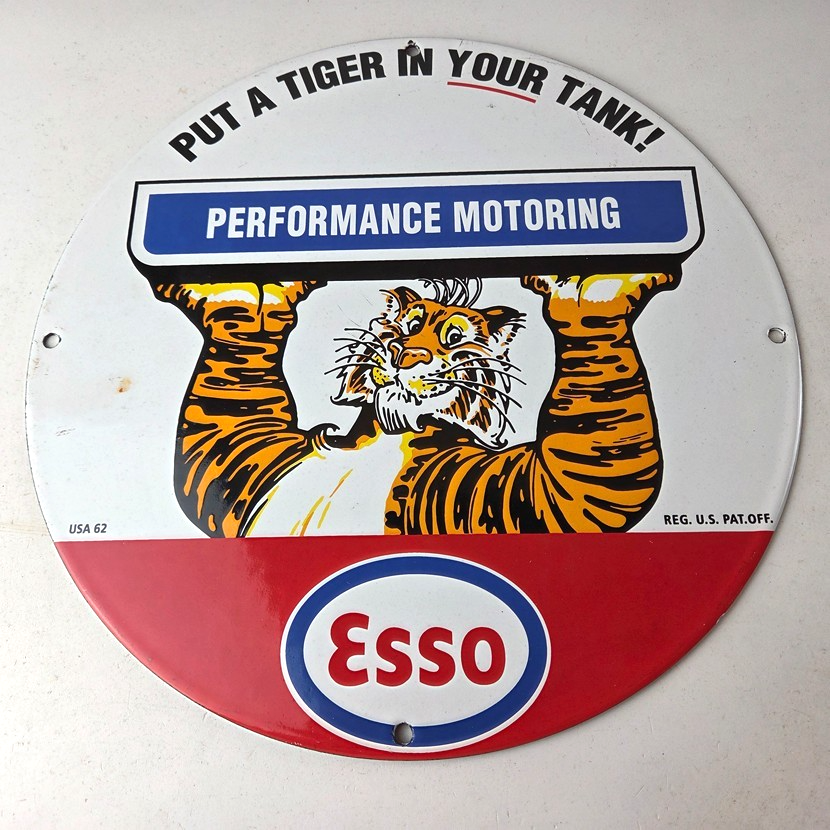 PUT A TIGER IN YOUR TANK!
PERFORMANCE MOTORING
USA 62
REG. U.S. PAT.OFF.
Esso